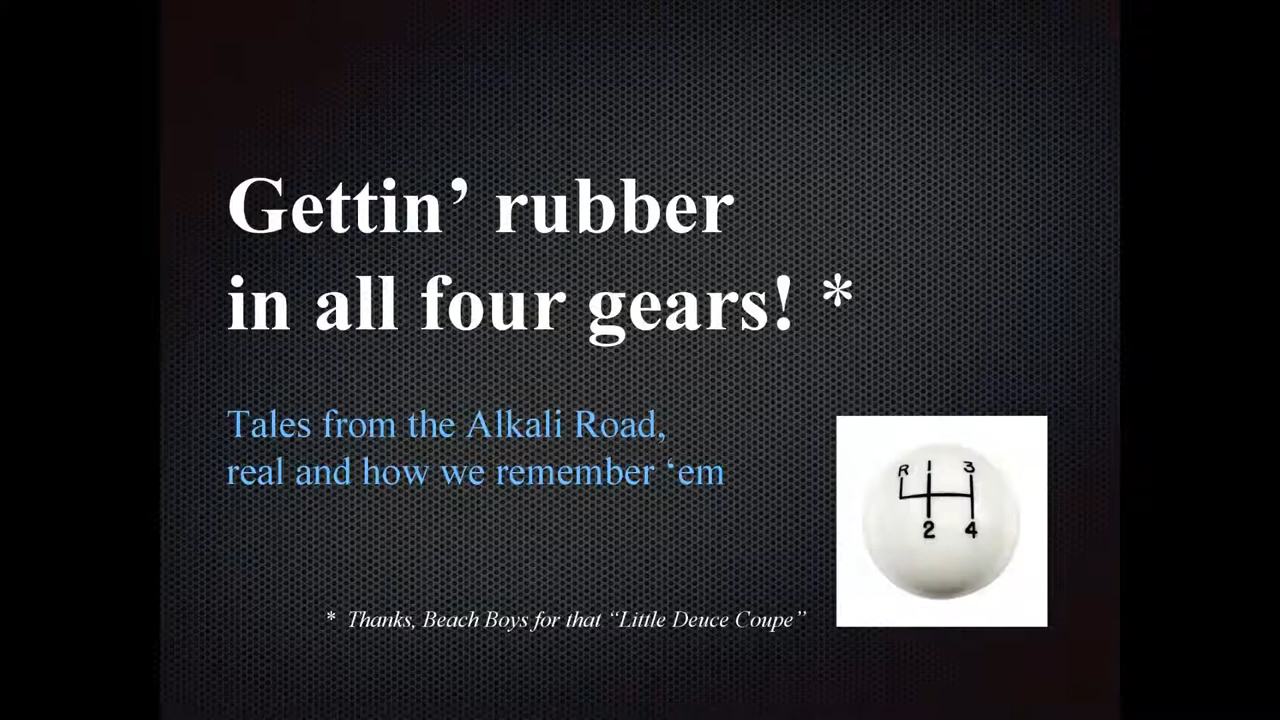 Gettin’ rubber
in all four gears! *
Tales from the Alkali Road,
real and how we remember ‘em
R 1 3
2 4
* Thanks, Beach Boys for that “Little Deuce Coupe”